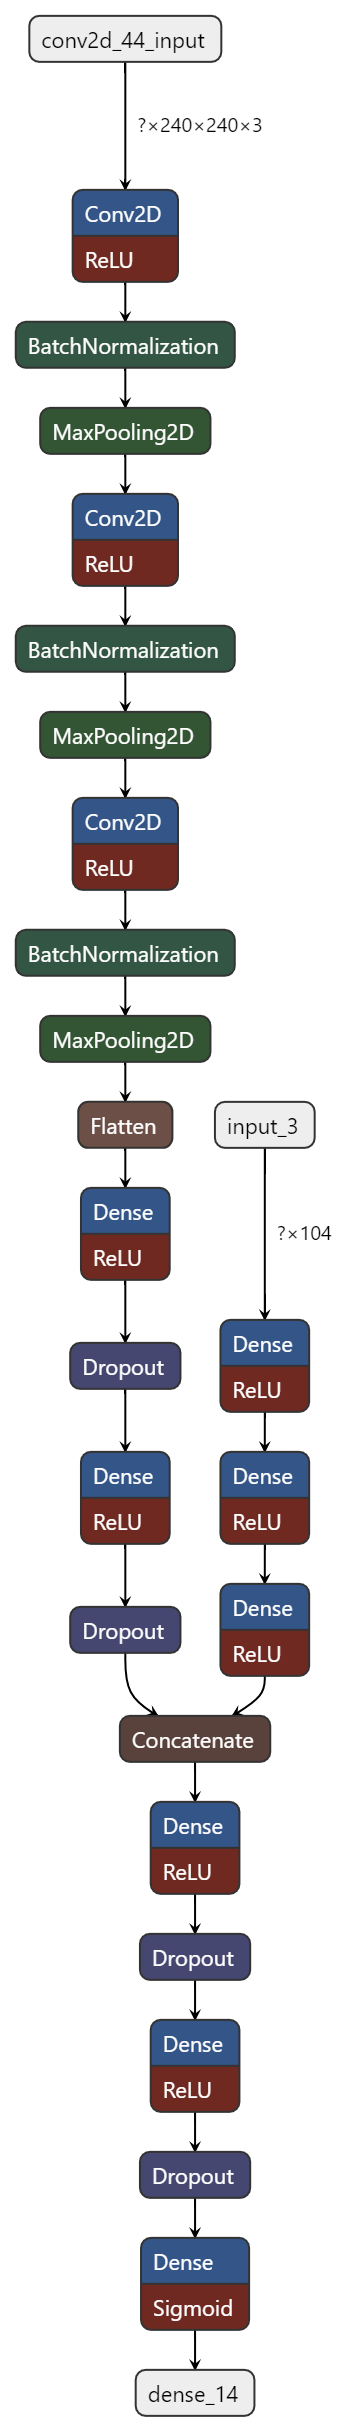 conv2d_44_input
?×240×240×3
Conv2D
ReLU
BatchNormalization
MaxPooling2D
Conv2D
ReLU
BatchNormalization
MaxPooling2D
Conv2D
ReLU
BatchNormalization
MaxPooling2D
Flatten
Dense
ReLU
Dropout
Dense
ReLU
Dropout
input_3
?×104
Dense
ReLU
Dense
ReLU
Dense
ReLU
Concatenate
Dense
ReLU
Dropout
Dense
ReLU
Dropout
Dense
Sigmoid
dense_14